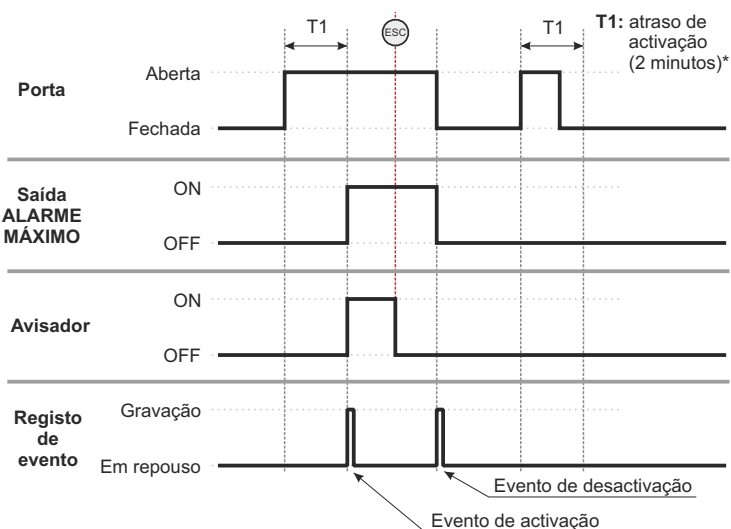 T1
ESC
T1
T1: atraso de
activação
(2 minutos)*
Porta
Aberta
Fechada
Saída
ALARME
MÁXIMO
ON
OFF
Avisador
ON
OFF
Registo
de
evento
Gravação
Em repouso
Evento de desactivação
Evento de activação